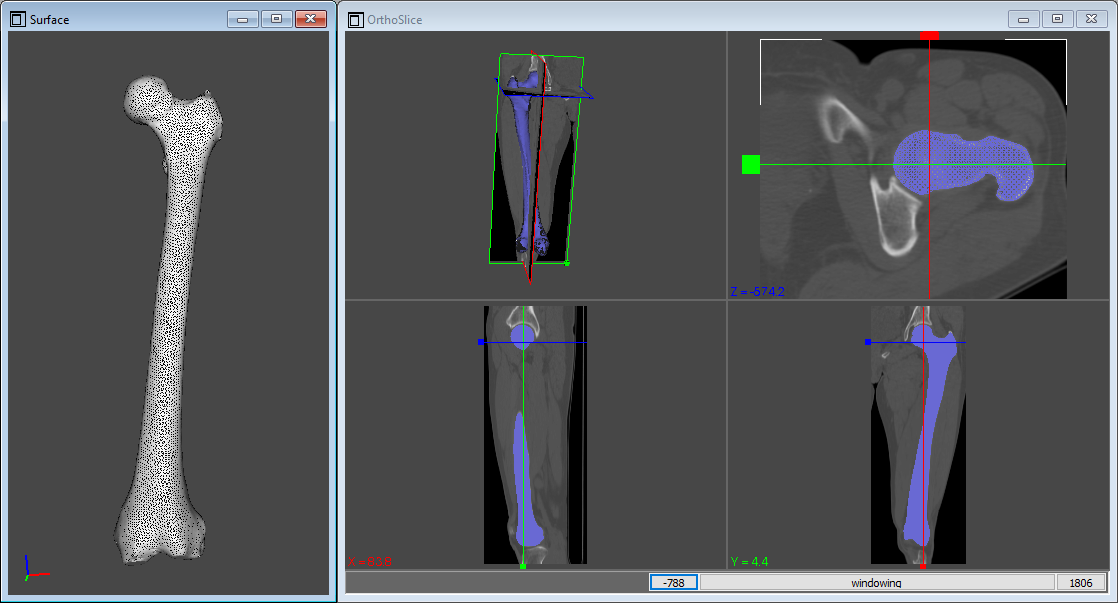 Surface
OrthoSlice
Z = -574.2
Y = 4.4
-788
windowing
1806